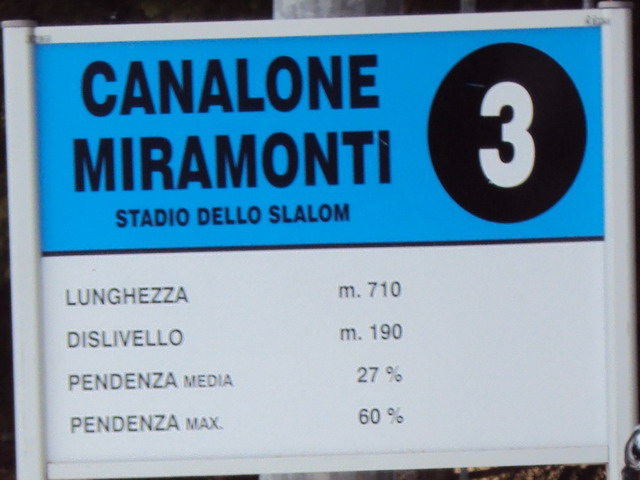 CANALONE
MIRAMONTI
STADIO DELLO SLALOM
3
LUNGHEZZA m. 710
DISLIVELLO m. 190
PENDENZA MEDIA 27 %
PENDENZA MAX. 60 %